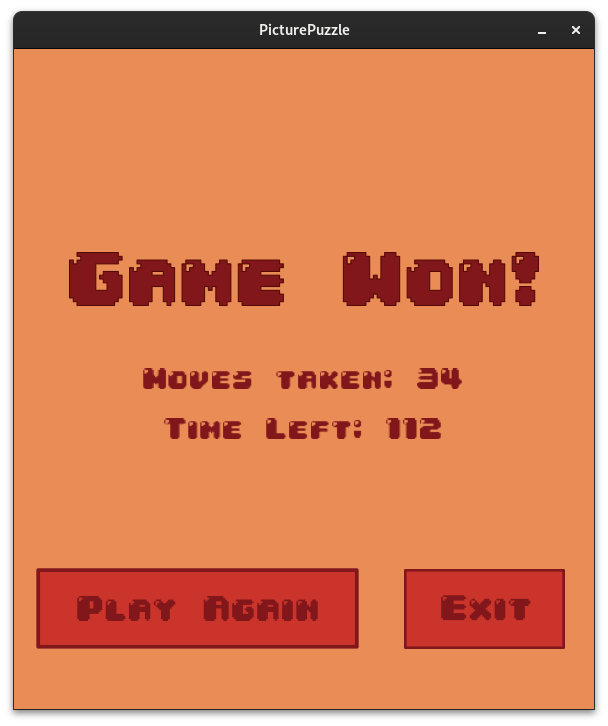 PicturePuzzle
Game Won!
Moves taken: 34
Time Left: 112
Play Again
Exit